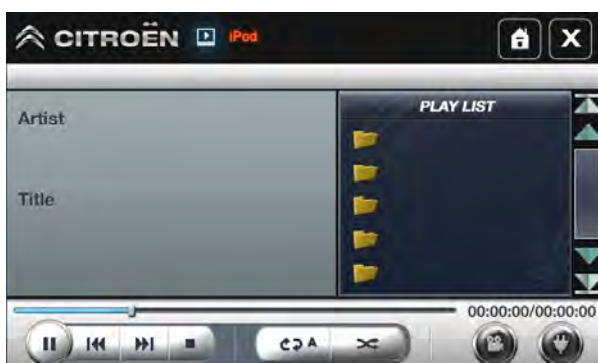 CITROËN iPod
Artist
Title
PLAY LIST
00:00:00/00:00:00
A